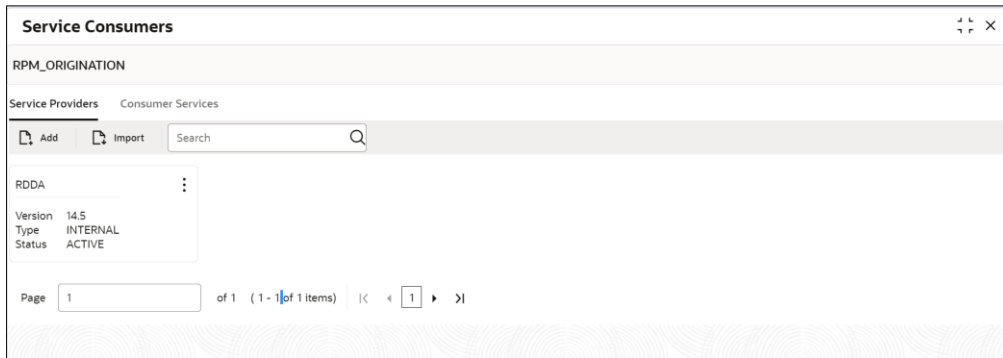 Service Consumers
RPM_ORIGINATION
Service Providers Consumer Services
Add Import Search
RDDA
Version 14.5
Type INTERNAL
Status ACTIVE
Page 1 of 1 ( 1 - 1 of 1 items) 1